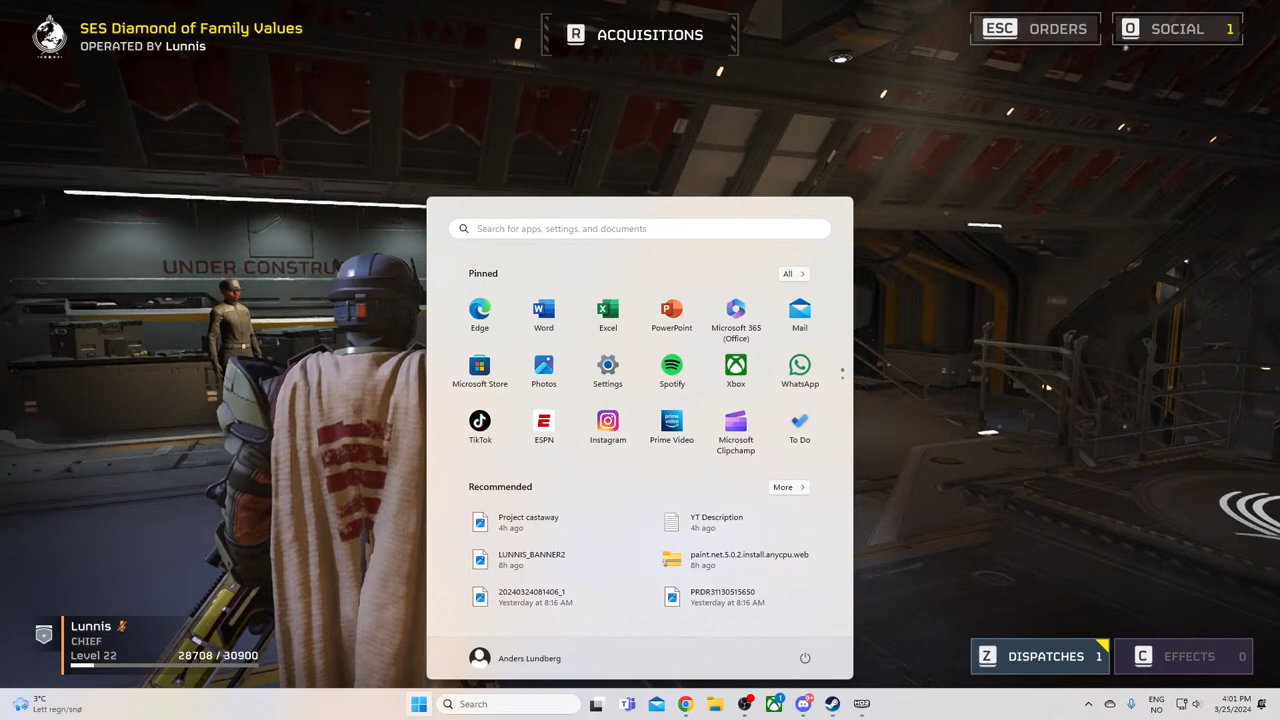 SES Diamond of Family Values
OPERATED BY Lunnis
R ACQUISITIONS
ESC ORDERS
O SOCIAL 1
UNDER CONSTRU
Search for apps, settings, and documents
Pinned
All
Edge
Word
Excel
PowerPoint
Microsoft 365
(Office)
Mail
Microsoft Store
Photos
Settings
Spotify
Xbox
WhatsApp
TikTok
ESPN
Instagram
prime video
Prime Video
Microsoft
Clipchamp
To Do
Recommended
More
Project castaway
4h ago
YT Description
4h ago
LUNNIS_BANNER2
8h ago
paint.net.5.0.2.install.anycpu.web
8h ago
20240324081406_1
Yesterday at 8:16 AM
PRDR31130515650
Yesterday at 8:16 AM
Anders Lundberg
Lunnis
CHIEF
Level 22
28708 / 30900
Z DISPATCHES 1
C EFFECTS 0
3°C
Lett regn/snø
Search
1
9+
HD2
ENG
NO
4:01 PM
3/25/2024